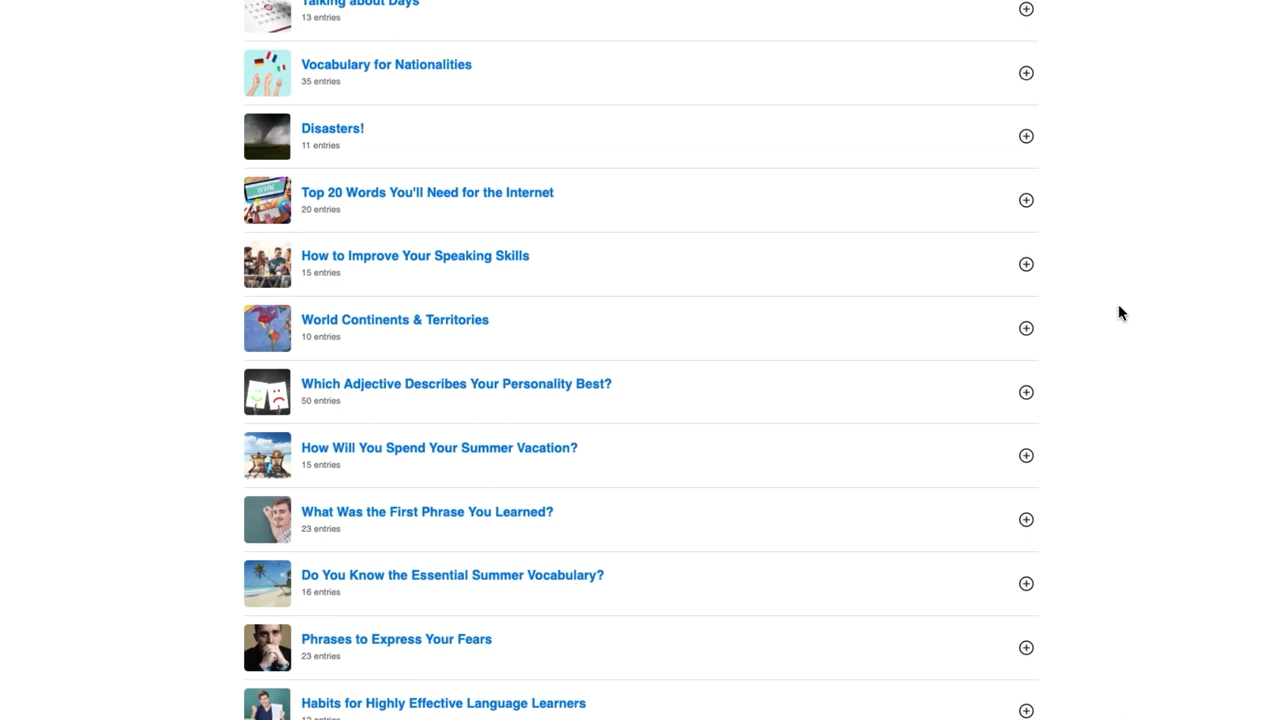 Talking about Days
13 entries
Vocabulary for Nationalities
35 entries
Disasters!
11 entries
Top 20 Words You'll Need for the Internet
20 entries
How to Improve Your Speaking Skills
15 entries
World Continents & Territories
10 entries
Which Adjective Describes Your Personality Best?
50 entries
How Will You Spend Your Summer Vacation?
15 entries
What Was the First Phrase You Learned?
23 entries
Do You Know the Essential Summer Vocabulary?
16 entries
Phrases to Express Your Fears
23 entries
Habits for Highly Effective Language Learners